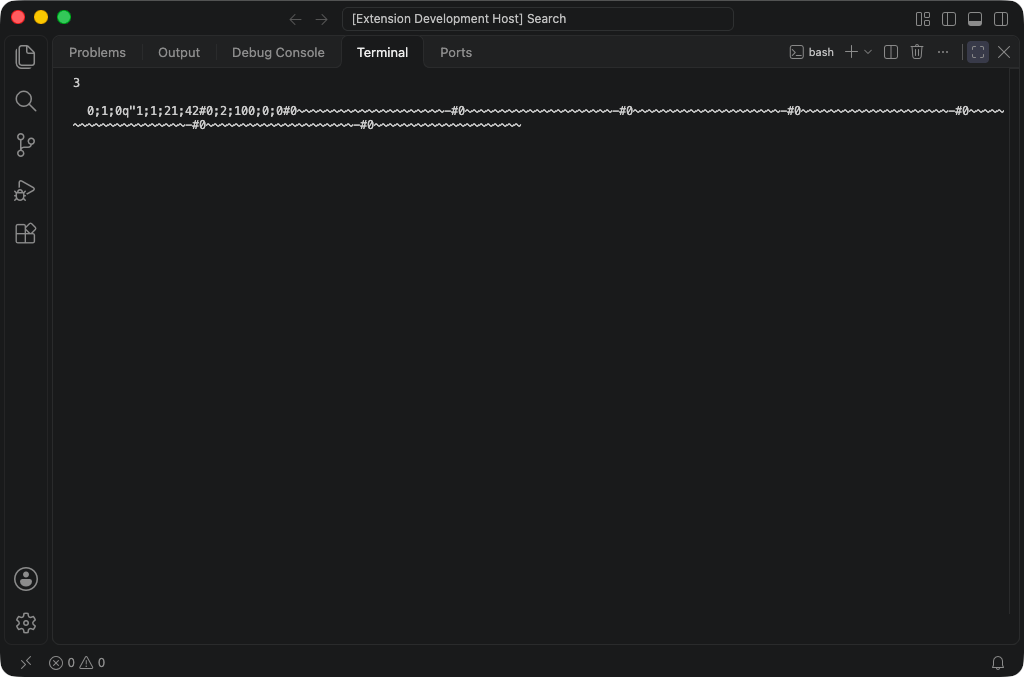 [Extension Development Host] Search
Problems
Output
Debug Console
Terminal
Ports
bash
3
0;1;0q"1;1;21;42#0;2;100;0;0#0~~~~~~~~~~~~~~~~~~~~~-#0~~~~~~~~~~~~~~~~~~~~~-#0~~~~~~~~~~~~~~~~~~~~~-#0~~~~~~~~~~~~~~~~~~~~~-#0~~~~~
~~~~~~~~~~~~~~~~-#0~~~~~~~~~~~~~~~~~~~~~-#0~~~~~~~~~~~~~~~~~~~~~
0
0